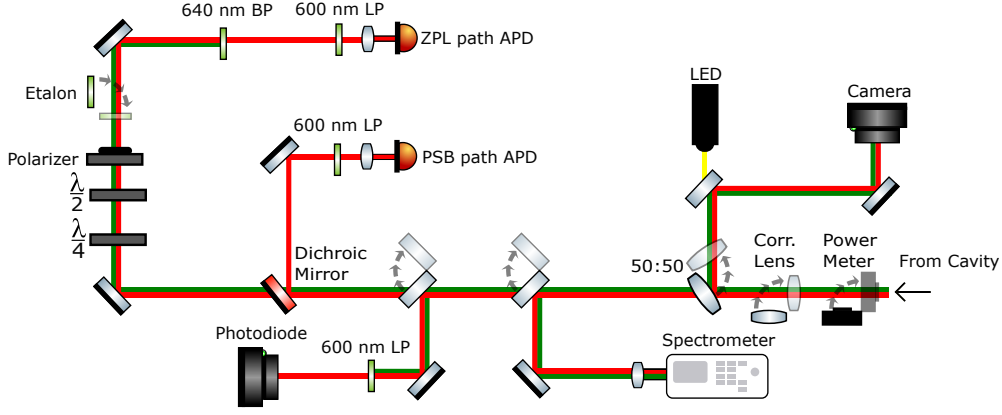 640 nm BP
600 nm LP
ZPL path APD
LED
Camera
Etalon
600 nm LP
PSB path APD
Polarizer
λ
2
λ
4
Dichroic
Mirror
50:50
Corr.
Lens
Power
Meter
From Cavity
Photodiode
600 nm LP
Spectrometer